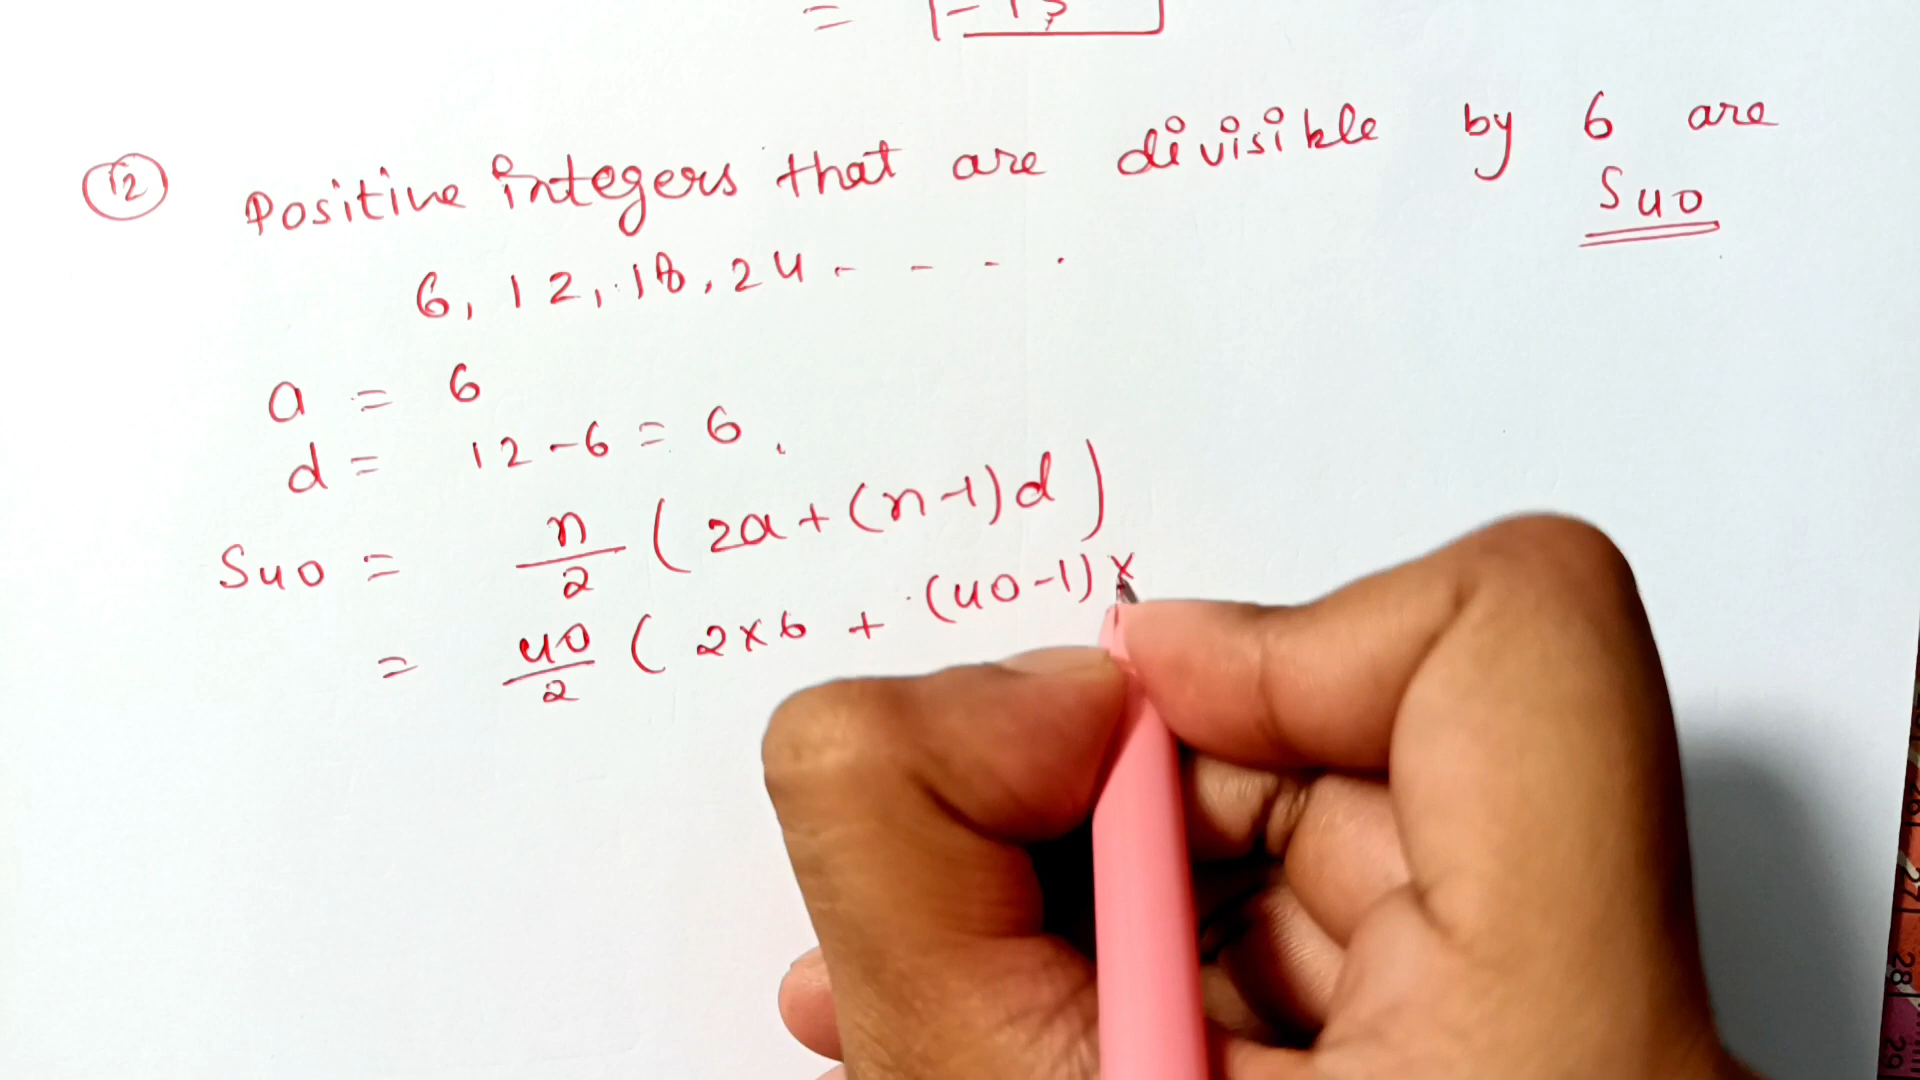 = -13
(12) Positive integers that are divisible by 6 are
S40
6, 12, 18, 24 - - - .
a = 6
d = 12-6 = 6.
S40 = n/2 (2a+(n-1)d)
= 40/2 (2×6 + (40-1)×